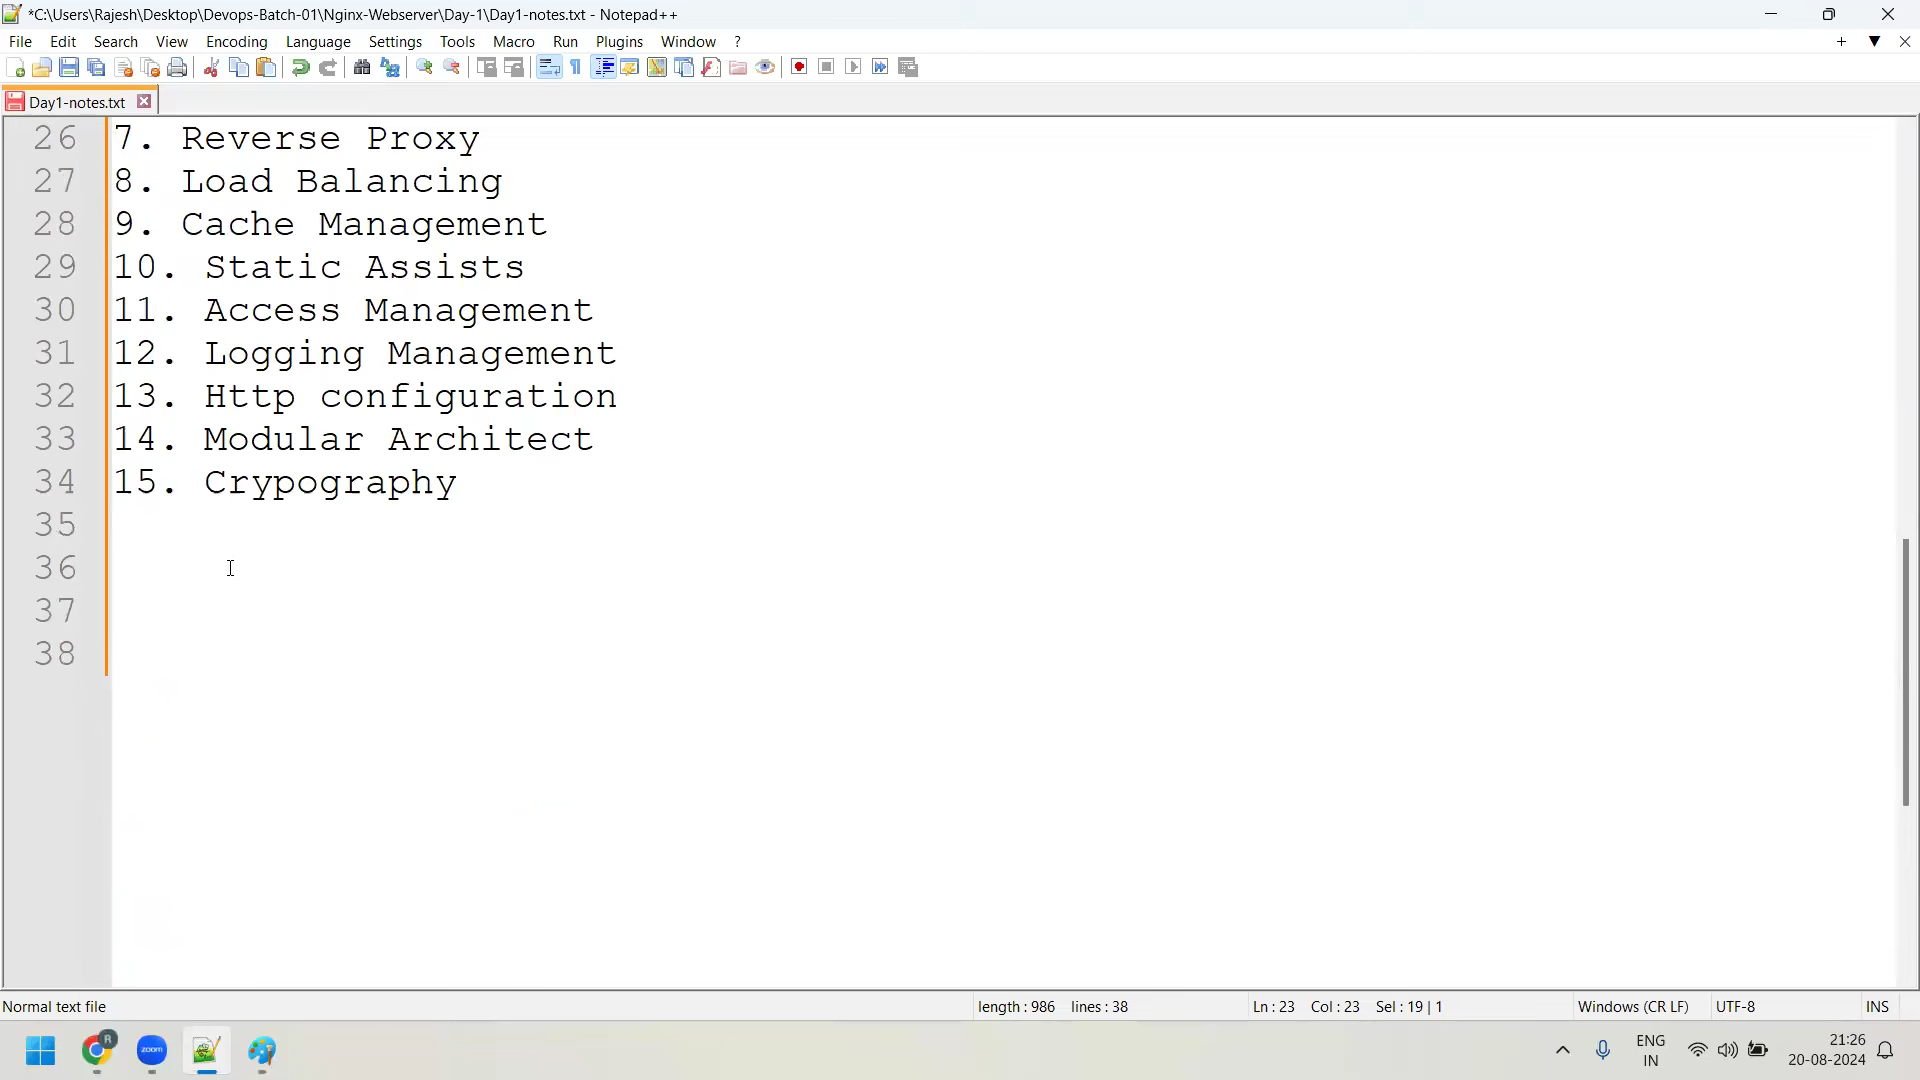 *C:\Users\Rajesh\Desktop\Devops-Batch-01\Nginx-Webserver\Day-1\Day1-notes.txt - Notepad++
File Edit Search View Encoding Language Settings Tools Macro Run Plugins Window ?
Day1-notes.txt
26 7. Reverse Proxy
27 8. Load Balancing
28 9. Cache Management
29 10. Static Assists
30 11. Access Management
31 12. Logging Management
32 13. Http configuration
33 14. Modular Architect
34 15. Crypography
35
36
37
38
Normal text file length : 986 lines : 38 Ln : 23 Col : 23 Sel : 19 | 1 Windows (CR LF) UTF-8 INS
R zoom ENG 21:26
IN 20-08-2024